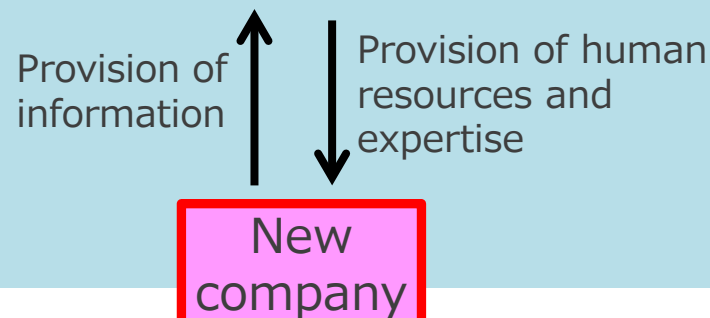 Provision of
information
Provision of human
resources and
expertise
New
company